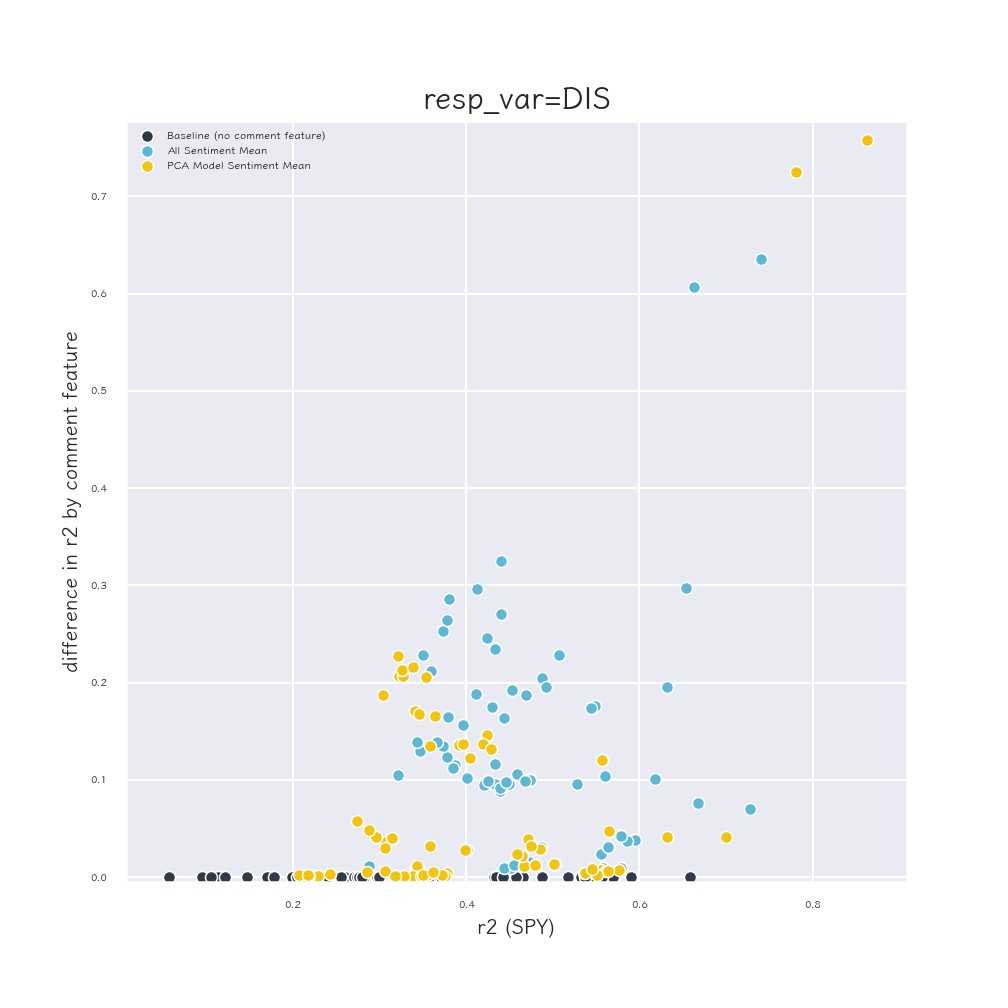 resp_var=DIS
Baseline (no comment feature)
All Sentiment Mean
PCA Model Sentiment Mean
difference in r2 by comment feature
0.7
0.6
0.5
0.4
0.3
0.2
0.1
0.0
0.2 0.4 0.6 0.8
r2 (SPY)